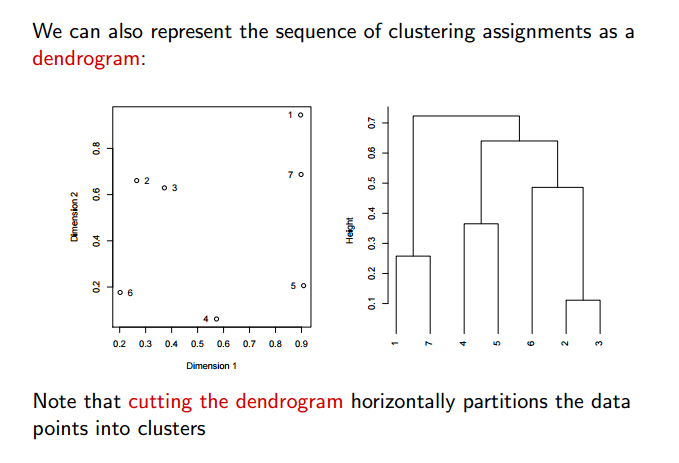 We can also represent the sequence of clustering assignments as a
dendrogram:
1
2
3
7
6
5
4
0.2
0.4
0.6
0.8
Dimension 2
0.2 0.3 0.4 0.5 0.6 0.7 0.8 0.9
Dimension 1
0.1 0.2 0.3 0.4 0.5 0.6 0.7
Height
1 7 4 5 6 2 3
Note that cutting the dendrogram horizontally partitions the data
points into clusters